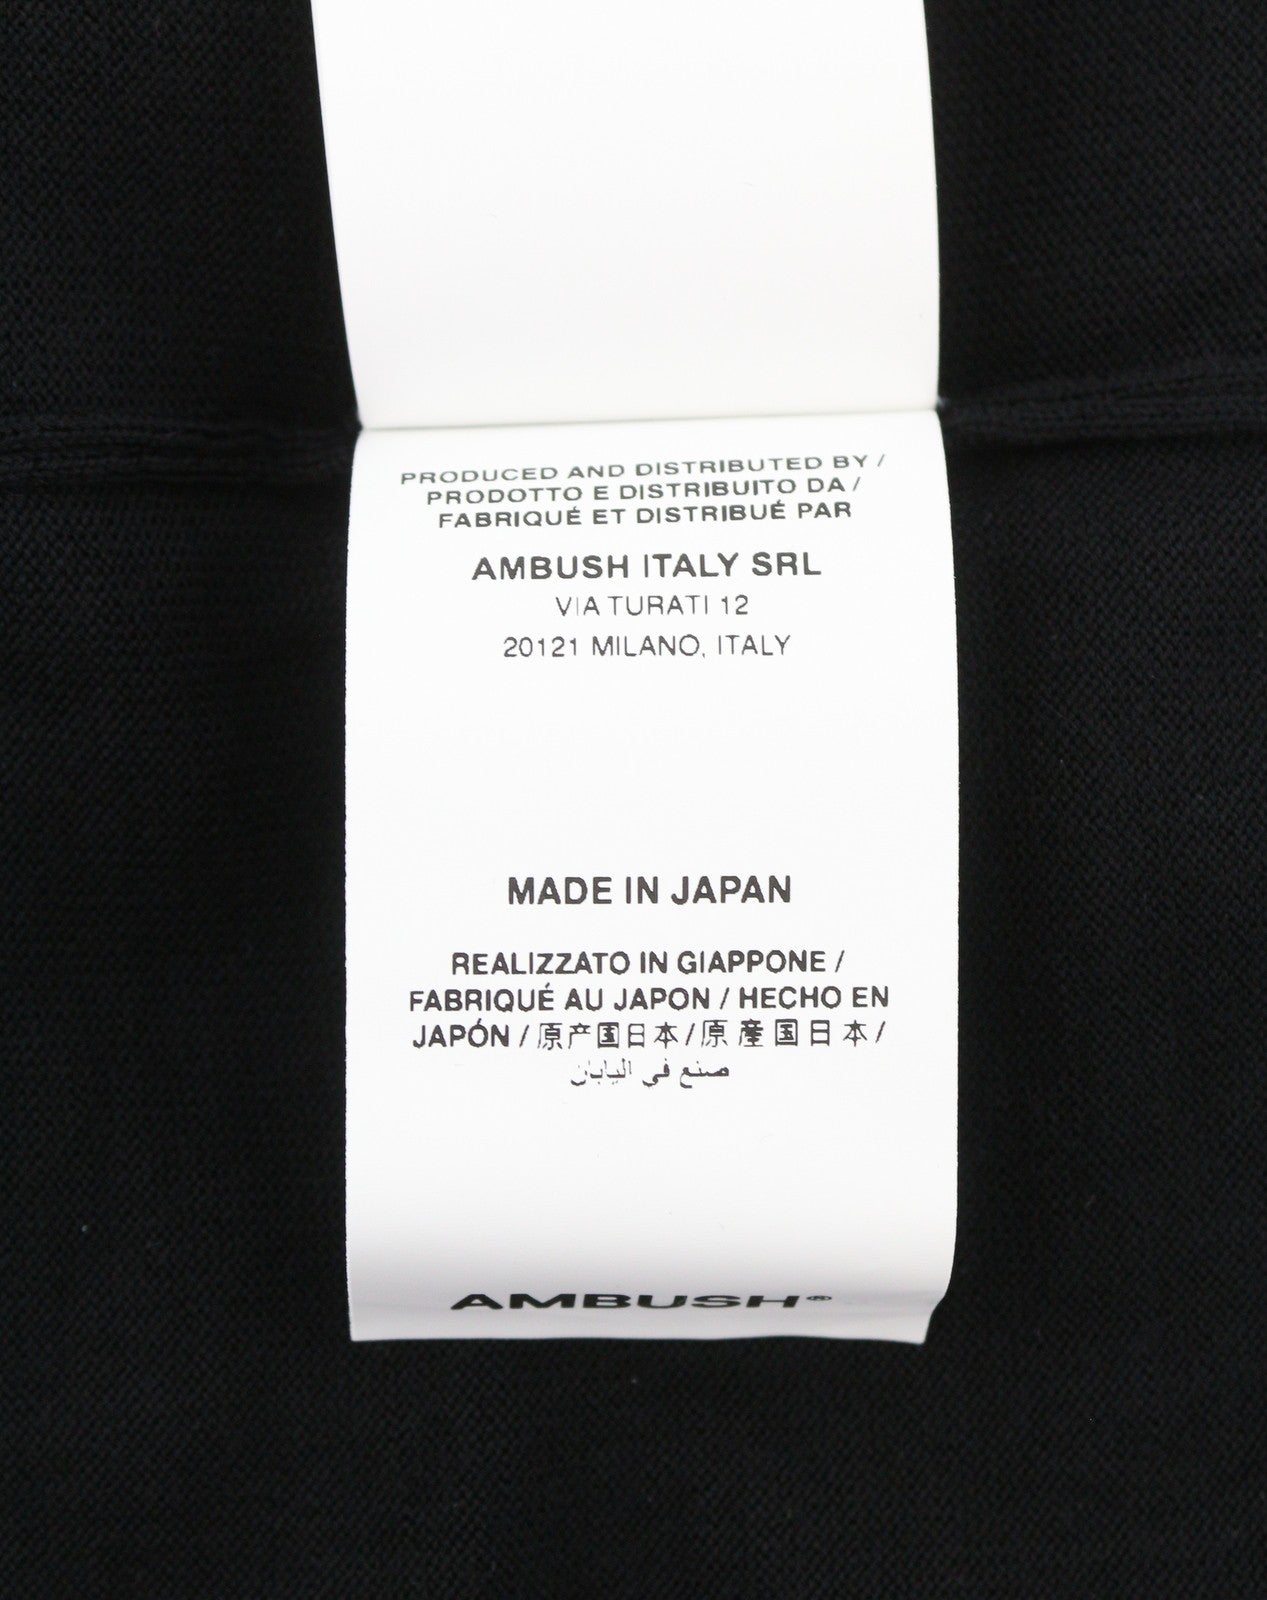 PRODUCED AND DISTRIBUTED BY /
PRODOTTO E DISTRIBUITO DA /
FABRIQUÉ ET DISTRIBUÉ PAR
AMBUSH ITALY SRL
VIA TURATI 12
20121 MILANO, ITALY
MADE IN JAPAN
REALIZZATO IN GIAPPONE /
FABRIQUÉ AU JAPON / HECHO EN
JAPÓN / 原产国日本 / 原產国日本 /
صنع في اليابان
AMBUSH®